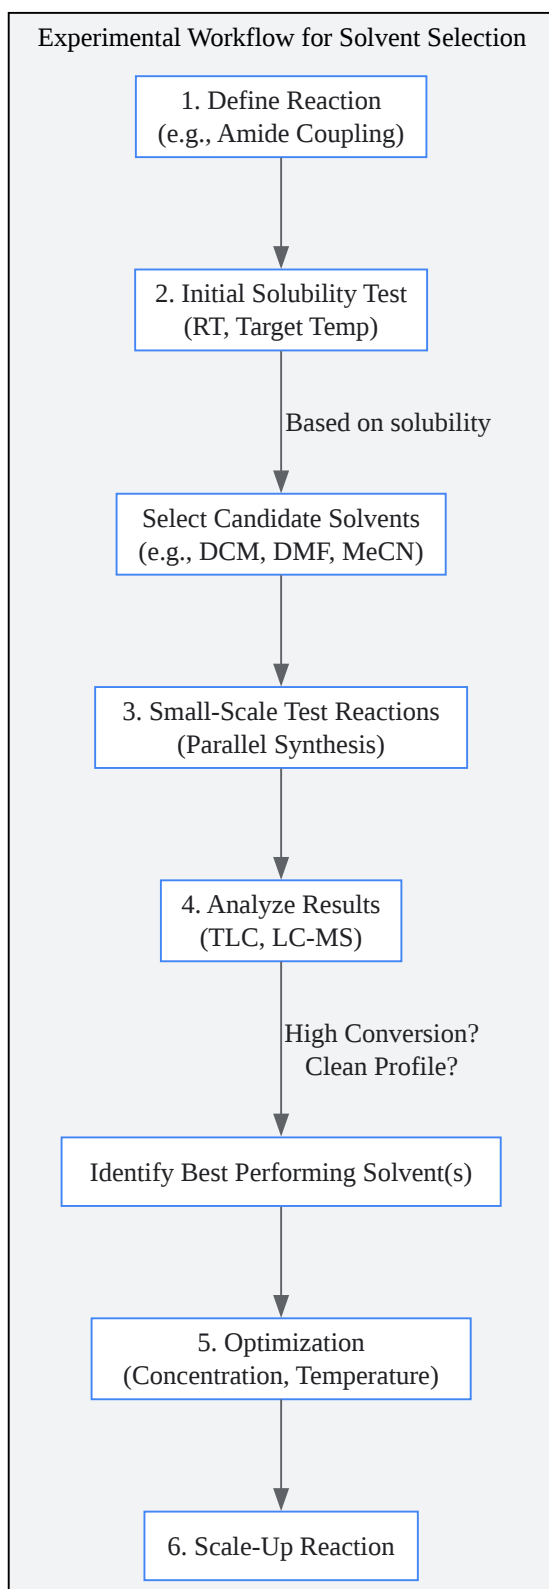 Experimental Workflow for Solvent Selection
1. Define Reaction
(e.g., Amide Coupling)
2. Initial Solubility Test
(RT, Target Temp)
Based on solubility
Select Candidate Solvents
(e.g., DCM, DMF, MeCN)
3. Small-Scale Test Reactions
(Parallel Synthesis)
4. Analyze Results
(TLC, LC-MS)
High Conversion?
Clean Profile?
Identify Best Performing Solvent(s)
5. Optimization
(Concentration, Temperature)
6. Scale-Up Reaction